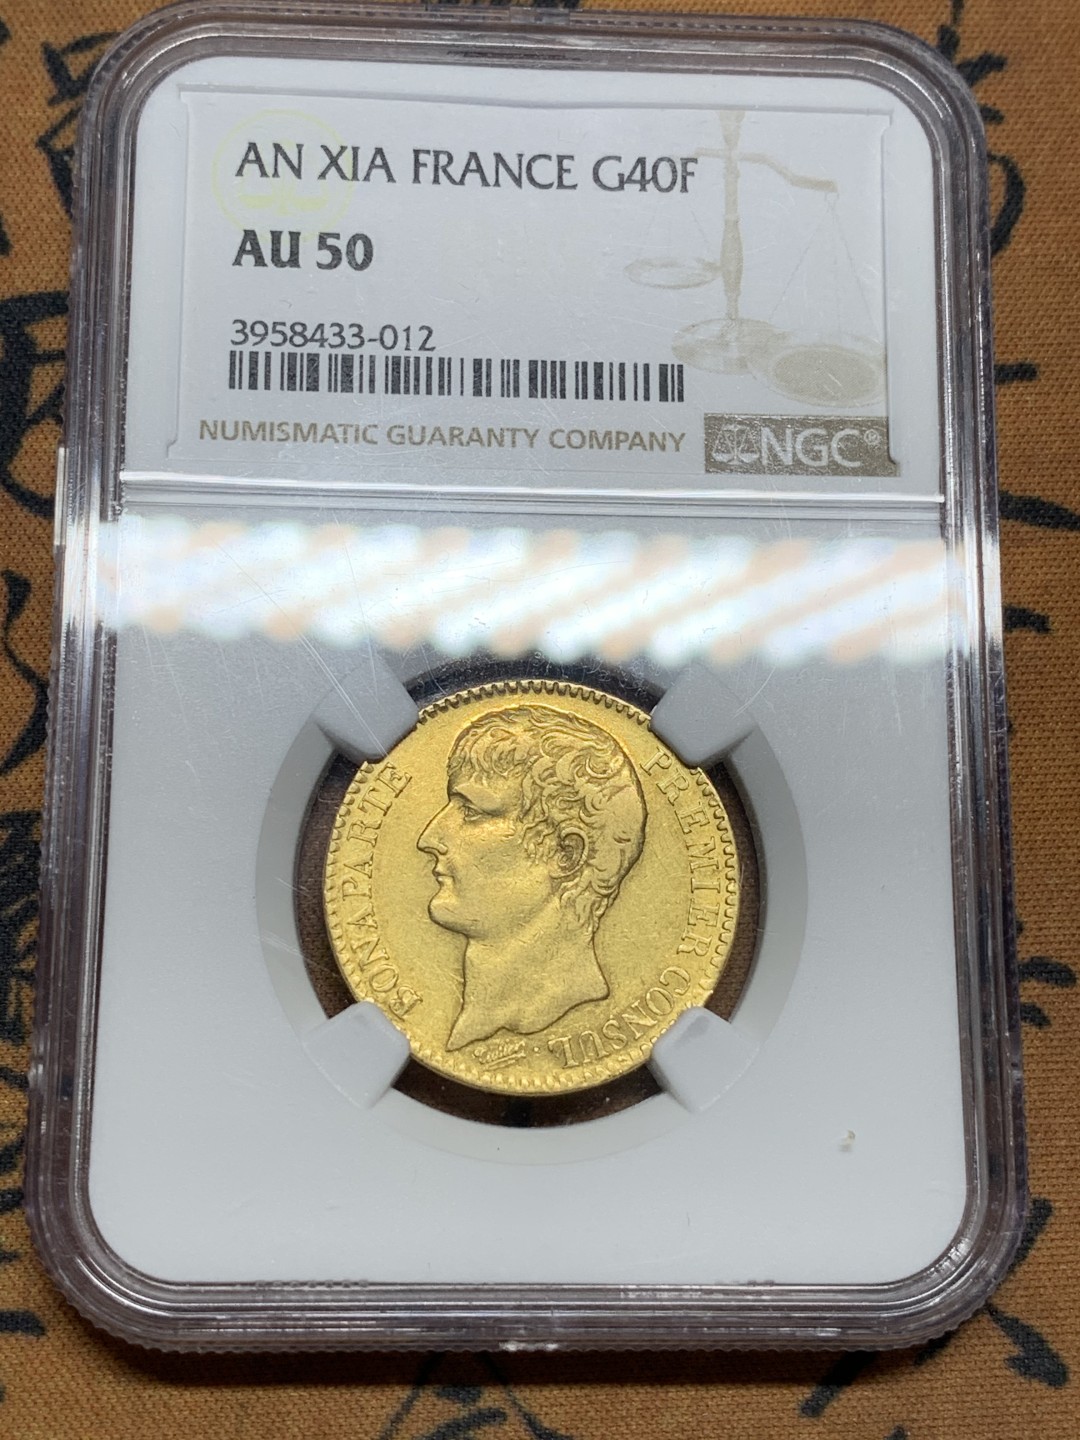 AN XIA FRANCE G40F
AU 50
3958433-012
NUMISMATIC GUARANTY COMPANY
NGC®
BONAPARTE
PREMIER CONSUL.